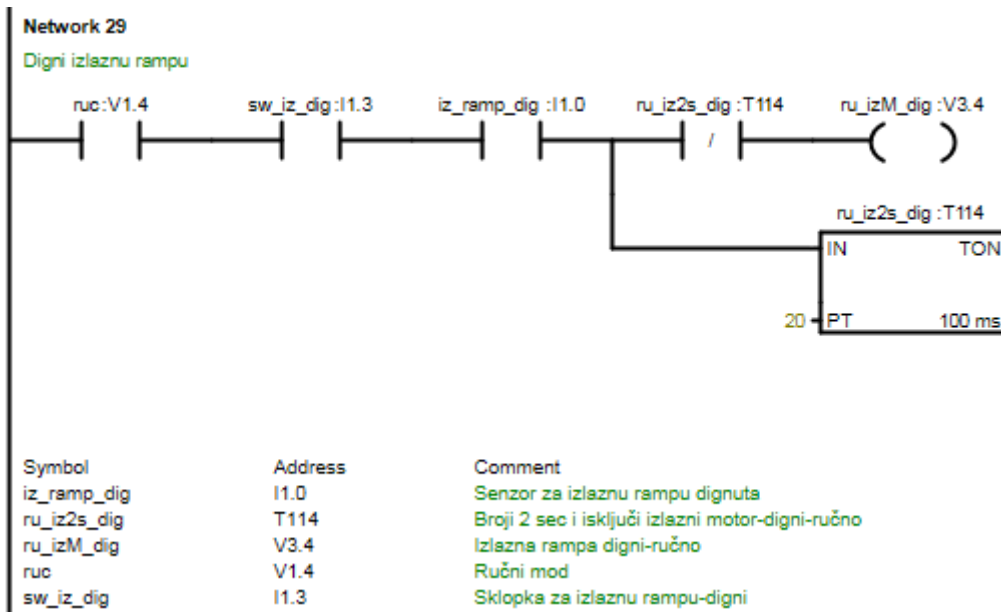 Network 29
Digni izlaznu rampu
ruc:V1.4 sw_iz_dig:I1.3 iz_ramp_dig :I1.0 ru_iz2s_dig :T114 ru_izM_dig :V3.4
/
ru_iz2s_dig :T114
IN TON
20 PT 100 ms
Symbol Address Comment
iz_ramp_dig I1.0 Senzor za izlaznu rampu dignuta
ru_iz2s_dig T114 Broji 2 sec i isključi izlazni motor-digni-ručno
ru_izM_dig V3.4 Izlazna rampa digni-ručno
ruc V1.4 Ručni mod
sw_iz_dig I1.3 Sklopka za izlaznu rampu-digni